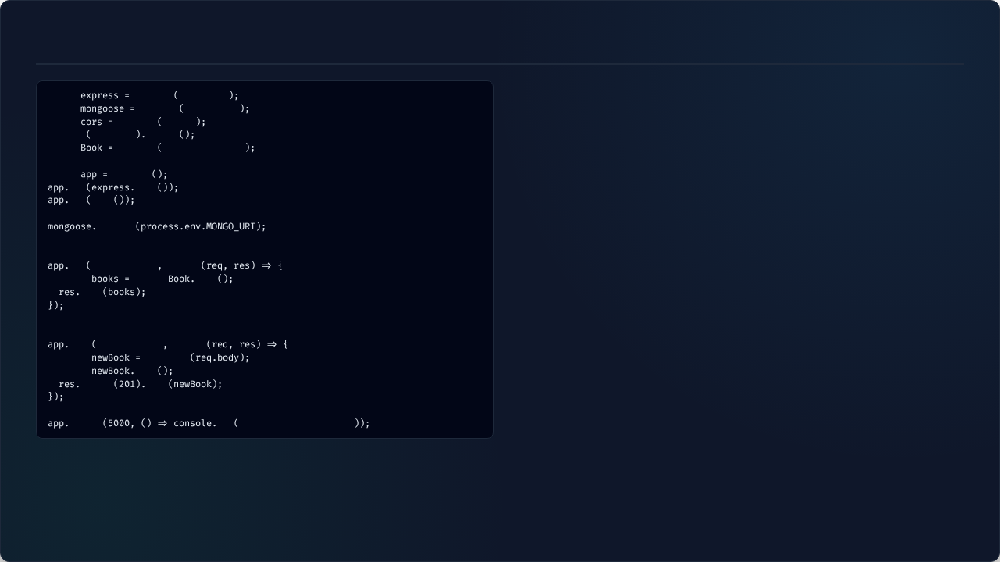 express = ( );
mongoose = ( );
cors = ( );
( ). ();
Book = ( );
app = ();
app. (express. ());
app. ( ());
mongoose. (process.env.MONGO_URI);
app. ( , (req, res) => {
books = Book. ();
res. (books);
});
app. ( , (req, res) => {
newBook = (req.body);
newBook. ();
res. (201). (newBook);
});
app. (5000, () => console. ( ));